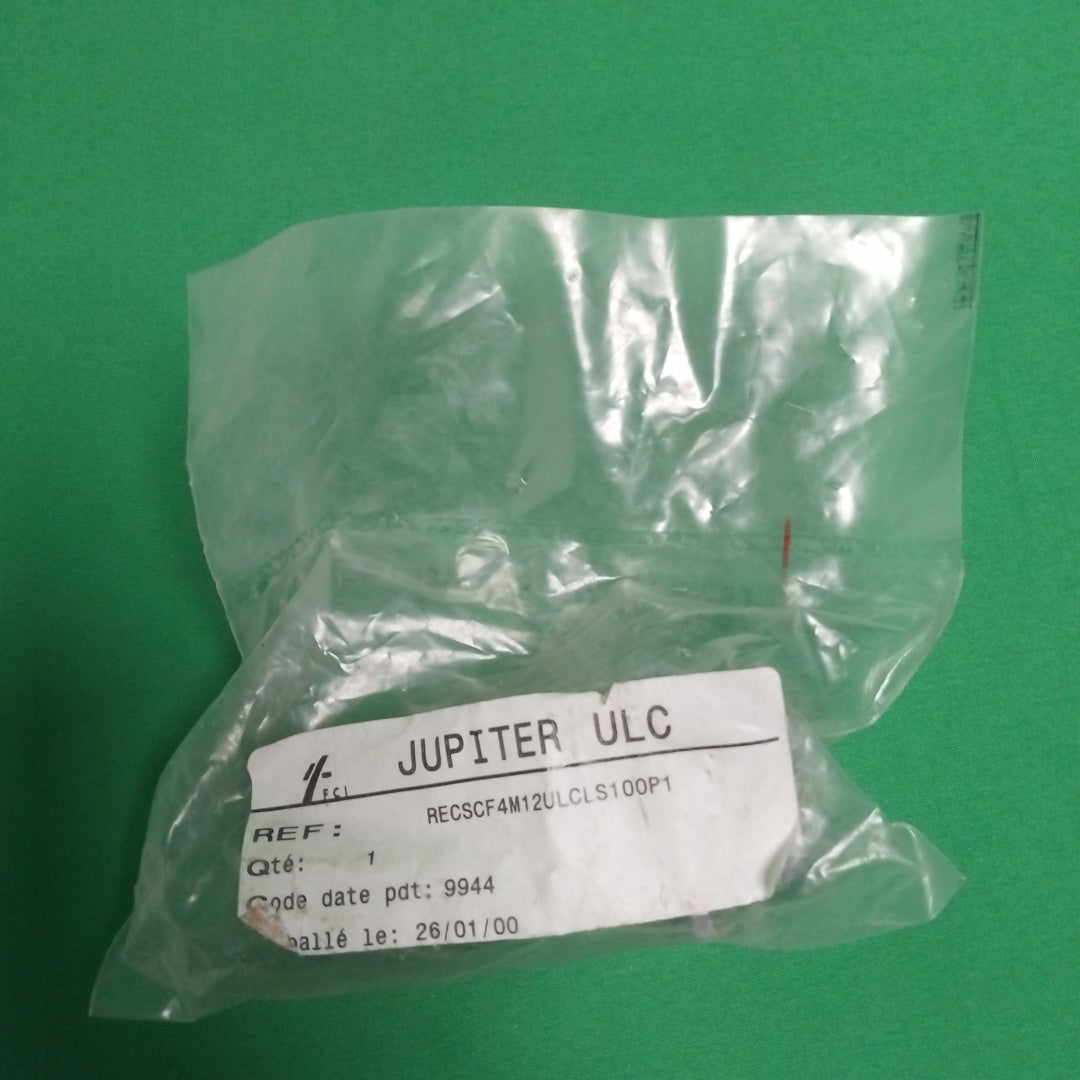 JUPITER ULC
FCI
REF: RECSCF4M12ULCLS100P1
Qté: 1
Code date pdt: 9944
ballé le: 26/01/00